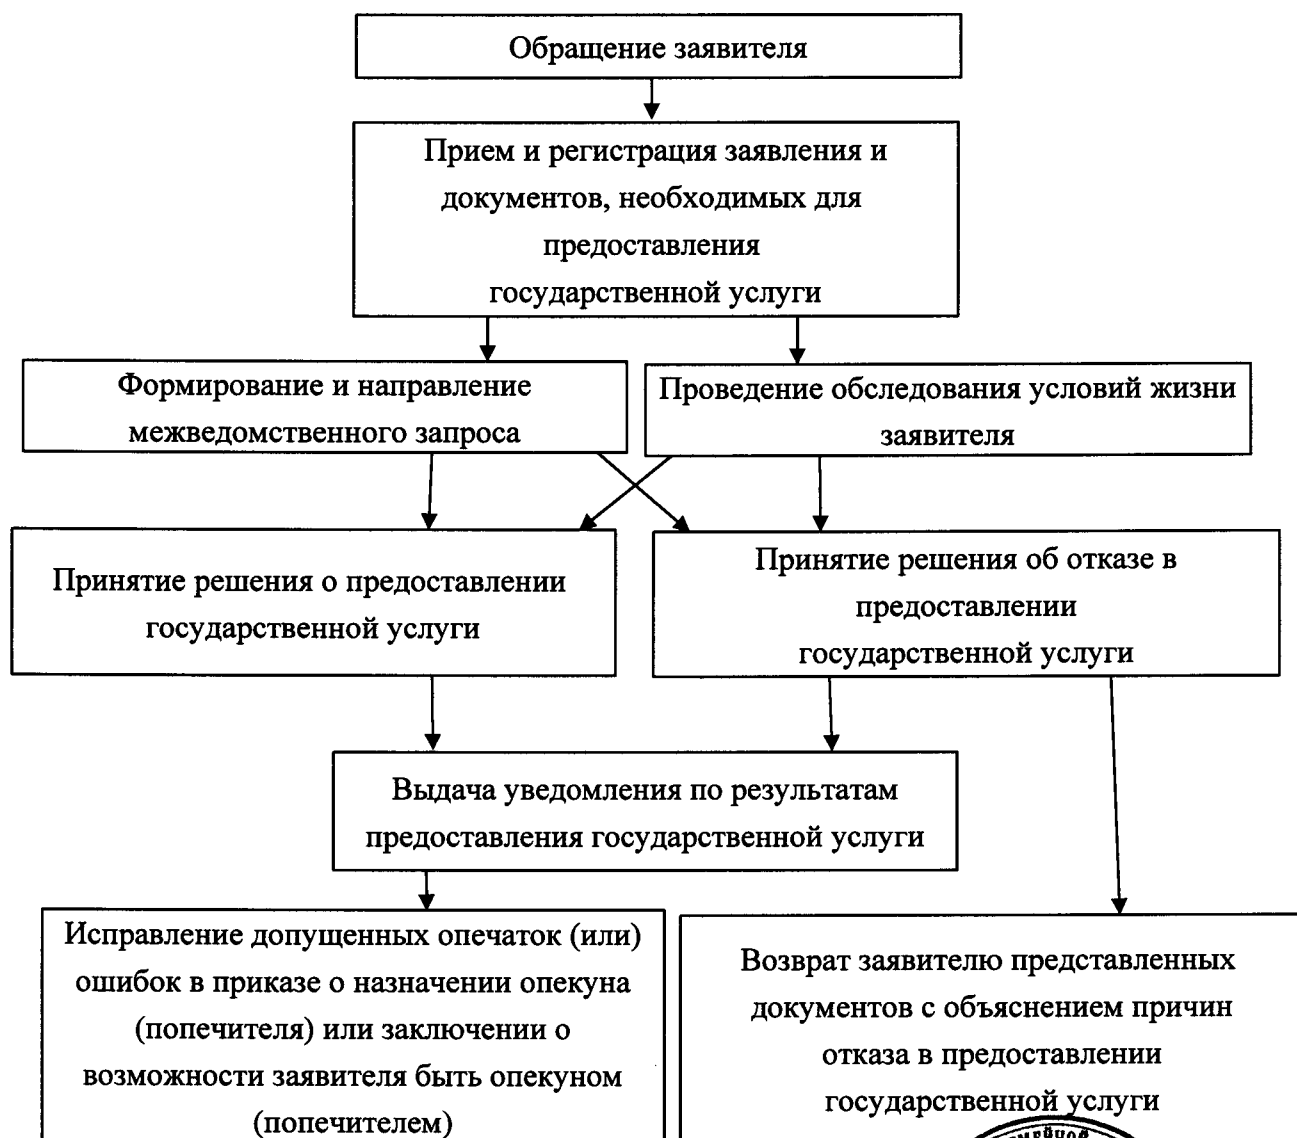 Обращение заявителя
Прием и регистрация заявления и
документов, необходимых для
предоставления
государственной услуги
Формирование и направление
межведомственного запроса
Проведение обследования условий жизни
заявителя
Принятие решения о предоставлении
государственной услуги
Принятие решения об отказе в
предоставлении
государственной услуги
Выдача уведомления по результатам
предоставления государственной услуги
Исправление допущенных опечаток (или)
ошибок в приказе о назначении опекуна
(попечителя) или заключении о
возможности заявителя быть опекуном
(попечителем)
Возврат заявителю представленных
документов с объяснением причин
отказа в предоставлении
государственной услуги